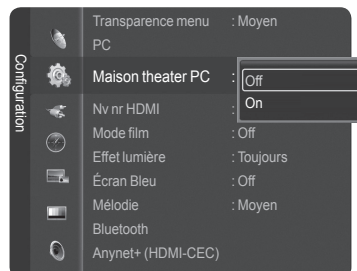 Configuration
Transparence menu : Moyen
PC
Maison theater PC :
Off
On
Nv nr HDMI :
Mode film : Off
Effet lumière : Toujours
Écran Bleu : Off
Mélodie : Moyen
Bluetooth
Anynet+ (HDMI-CEC)